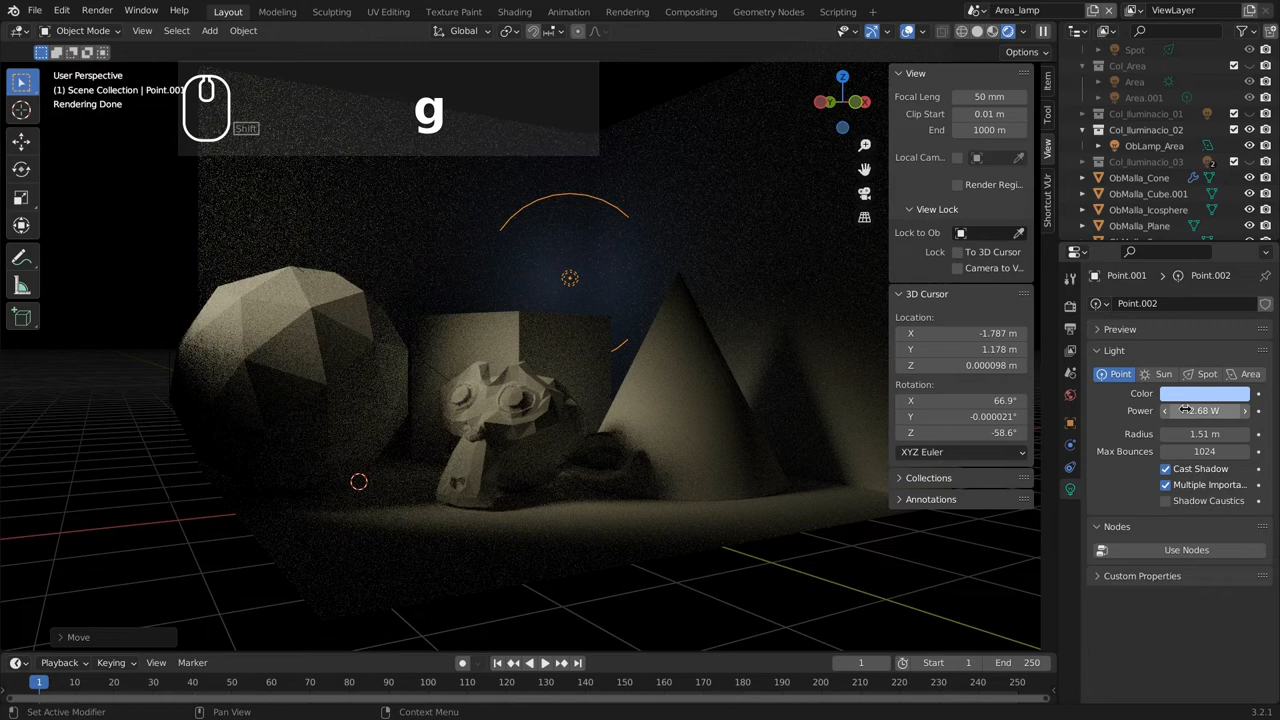 File Edit Render Window Help Layout Modeling Sculpting UV Editing Texture Paint Shading Animation Rendering Compositing Geometry Nodes Scripting Area_lamp ViewLayer
Object Mode View Select Add Object Global
Options
User Perspective
(1) Scene Collection | Point.001
Rendering Done
Shift
g
View
Focal Leng 50 mm
Clip Start 0.01 m
End 1000 m
Local Cam...
Render Regi...
View Lock
Lock to Ob
Lock To 3D Cursor
Camera to V...
3D Cursor
Location:
X -1.787 m
Y 1.178 m
Z 0.000098 m
Rotation:
X 66.9°
Y -0.000021°
Z -58.6°
XYZ Euler
Collections
Annotations
Item
Tool
View
Shortcut VUr
Spot
Col_Area
Area
Area.001
Col_Iluminacio_01
Col_Iluminacio_02
ObLamp_Area
Col_Iluminacio_03 2
ObMalla_Cone
ObMalla_Cube.001
ObMalla_Icosphere
ObMalla_Plane
Point.001 Point.002
Point.002
Preview
Light
Point Sun Spot Area
Color
Power
Radius 1.51 m
Max Bounces 1024
Cast Shadow
Multiple Importa...
Shadow Caustics
Nodes
Use Nodes
Custom Properties
X
Z
Move
Playback Keying View Marker 1 Start 1 End 250
1 10 20 30 40 50 60 70 80 90 100 110 120 130 140 150 160 170 180 190 200 210 220 230 240 250
Set Active Modifier Pan View Context Menu 3.2.1